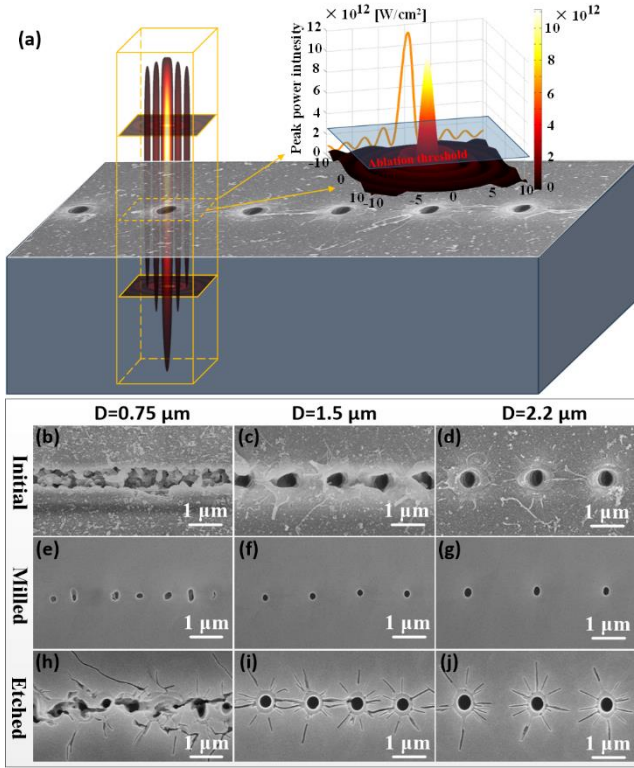 (a)
× 10¹² [W/cm²]
× 10¹²
Peak power intnesity
12
10
8
6
4
2
0
-10
0
10
-10
-5
0
5
10
Ablation threshold
10
8
6
4
2
0
D=0.75 μm
D=1.5 μm
D=2.2 μm
Initial
(b)
1 μm
(c)
1 μm
(d)
1 μm
Milled
(e)
1 μm
(f)
1 μm
(g)
1 μm
Etched
(h)
1 μm
(i)
1 μm
(j)
1 μm